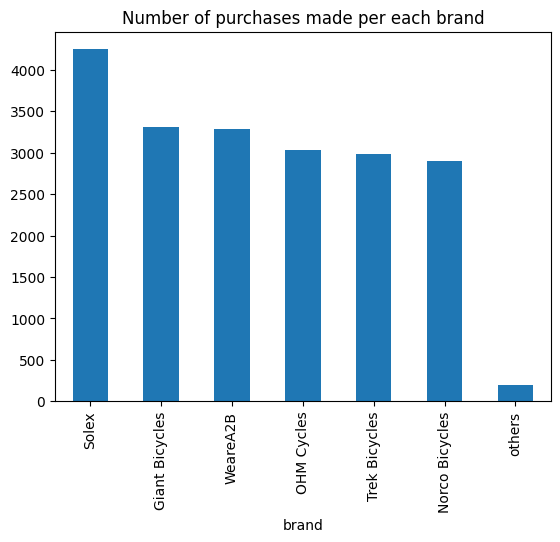 Number of purchases made per each brand
4000
3500
3000
2500
2000
1500
1000
500
0
Solex
Giant Bicycles
WeareA2B
OHM Cycles
Trek Bicycles
Norco Bicycles
others
brand